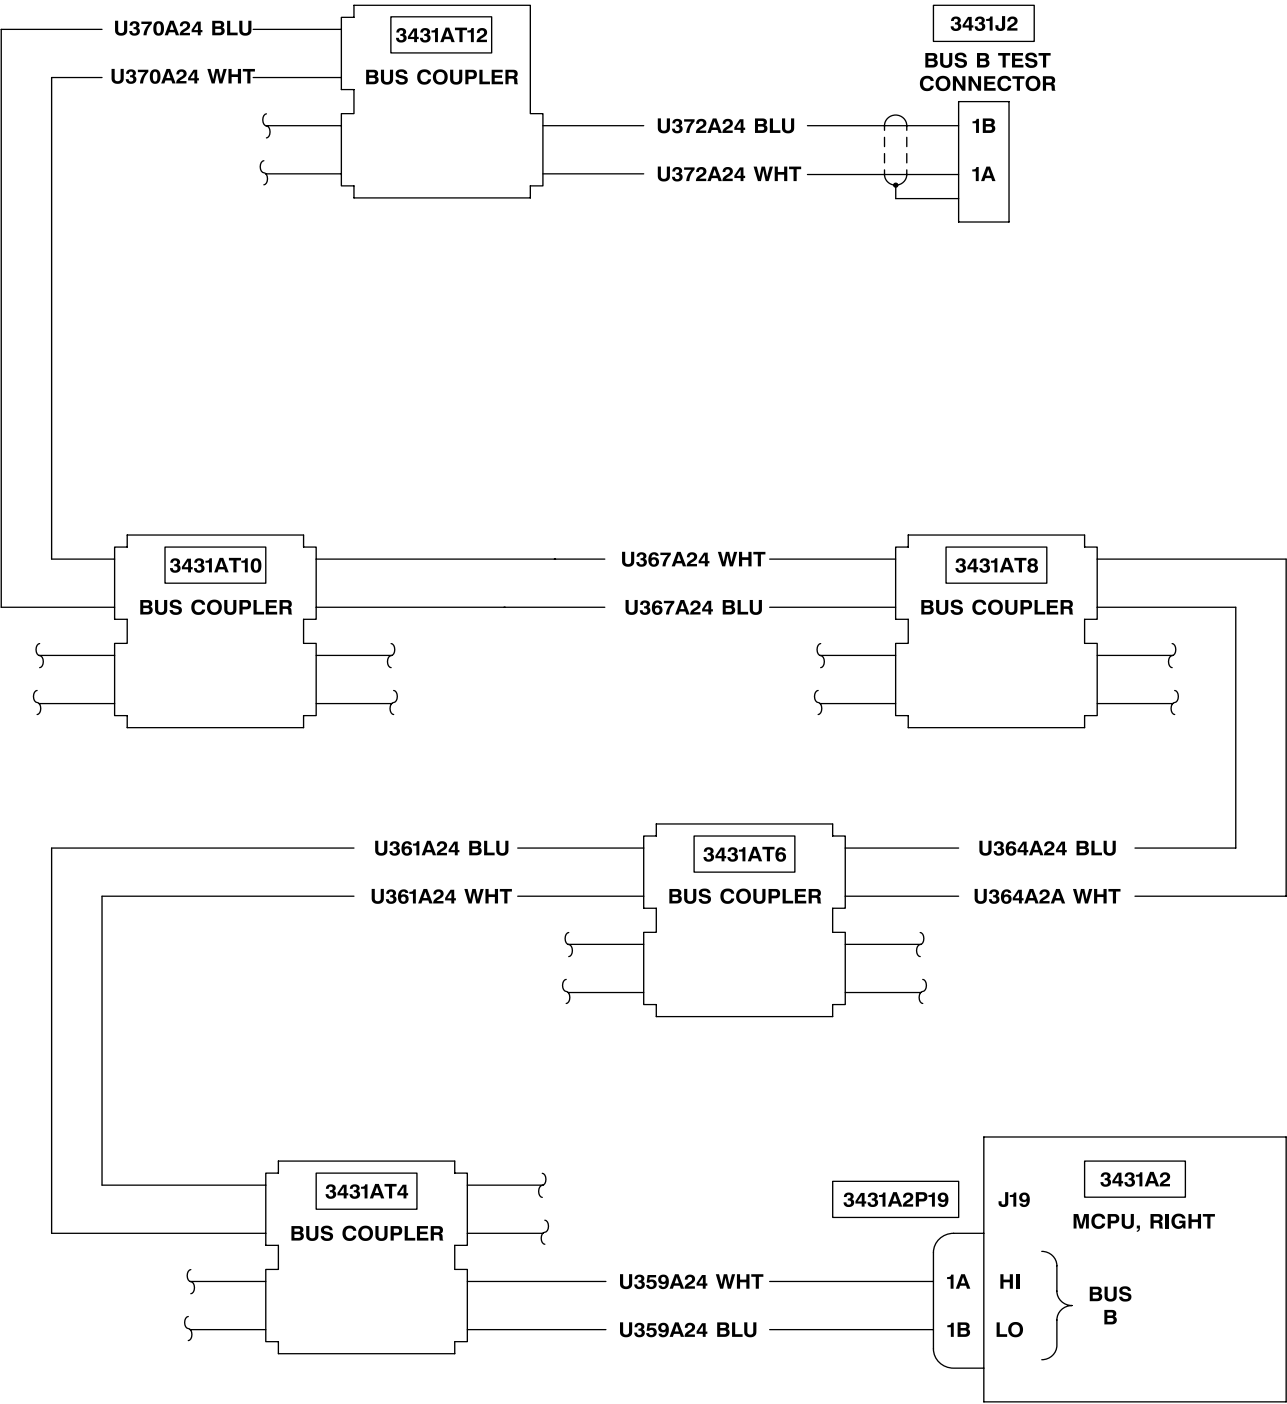 U370A24 BLU
3431AT12
3431J2
U370A24 WHT
BUS COUPLER
BUS B TEST
CONNECTOR
U372A24 BLU
1B
U372A24 WHT
1A
3431AT10
BUS COUPLER
U367A24 WHT
U367A24 BLU
3431AT8
BUS COUPLER
U361A24 BLU
U361A24 WHT
3431AT6
BUS COUPLER
U364A24 BLU
U364A2A WHT
3431AT4
BUS COUPLER
3431A2P19
J19
3431A2
MCPU, RIGHT
U359A24 WHT
1A
HI
U359A24 BLU
1B
LO
BUS
B